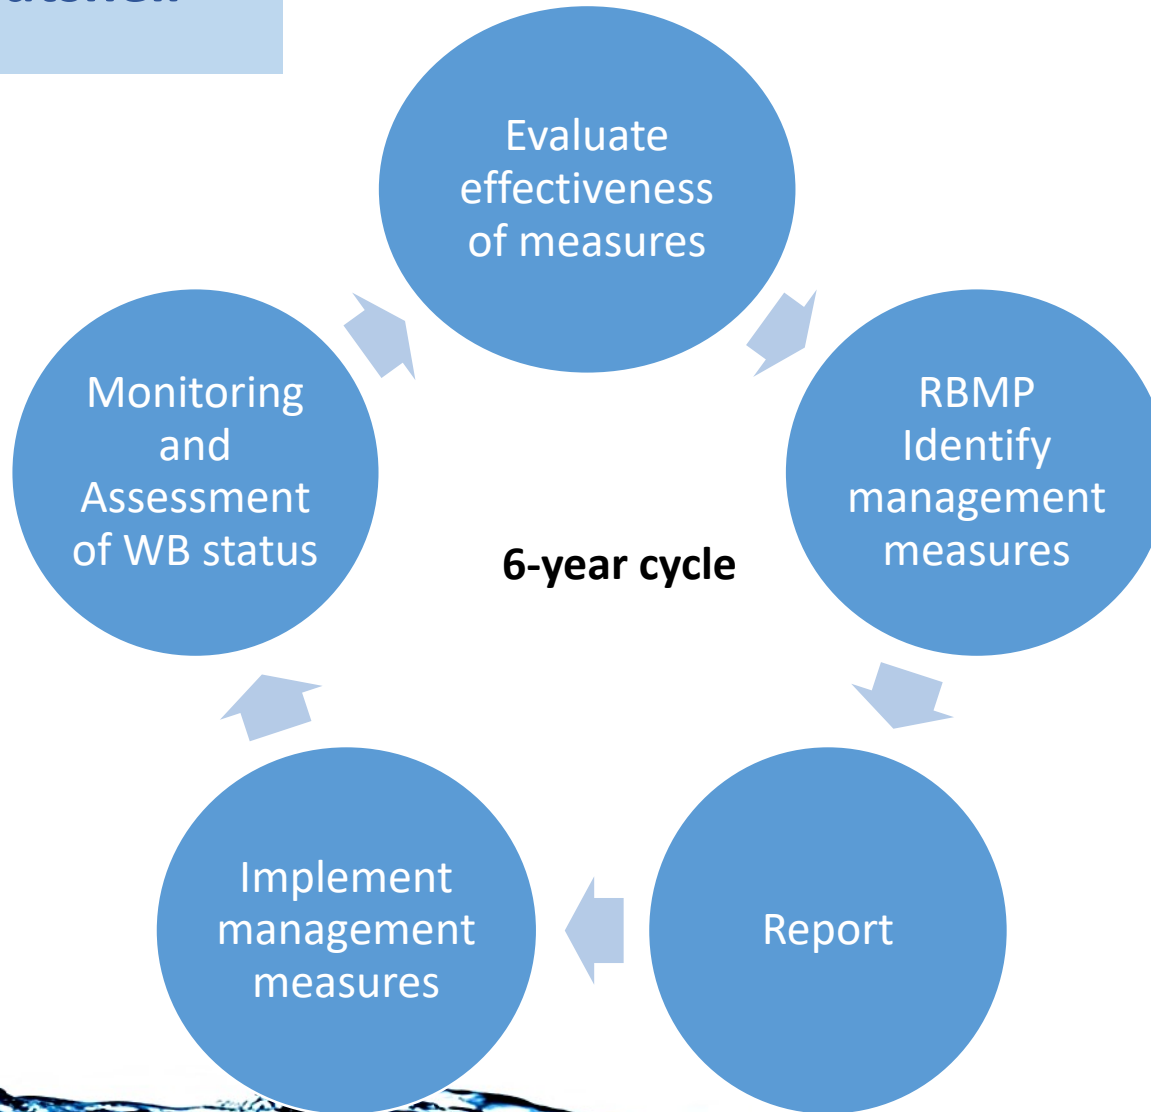 Evaluate
effectiveness
of measures
RBMP
Identify
management
measures
Report
Implement
management
measures
Monitoring
and
Assessment
of WB status
6-year cycle